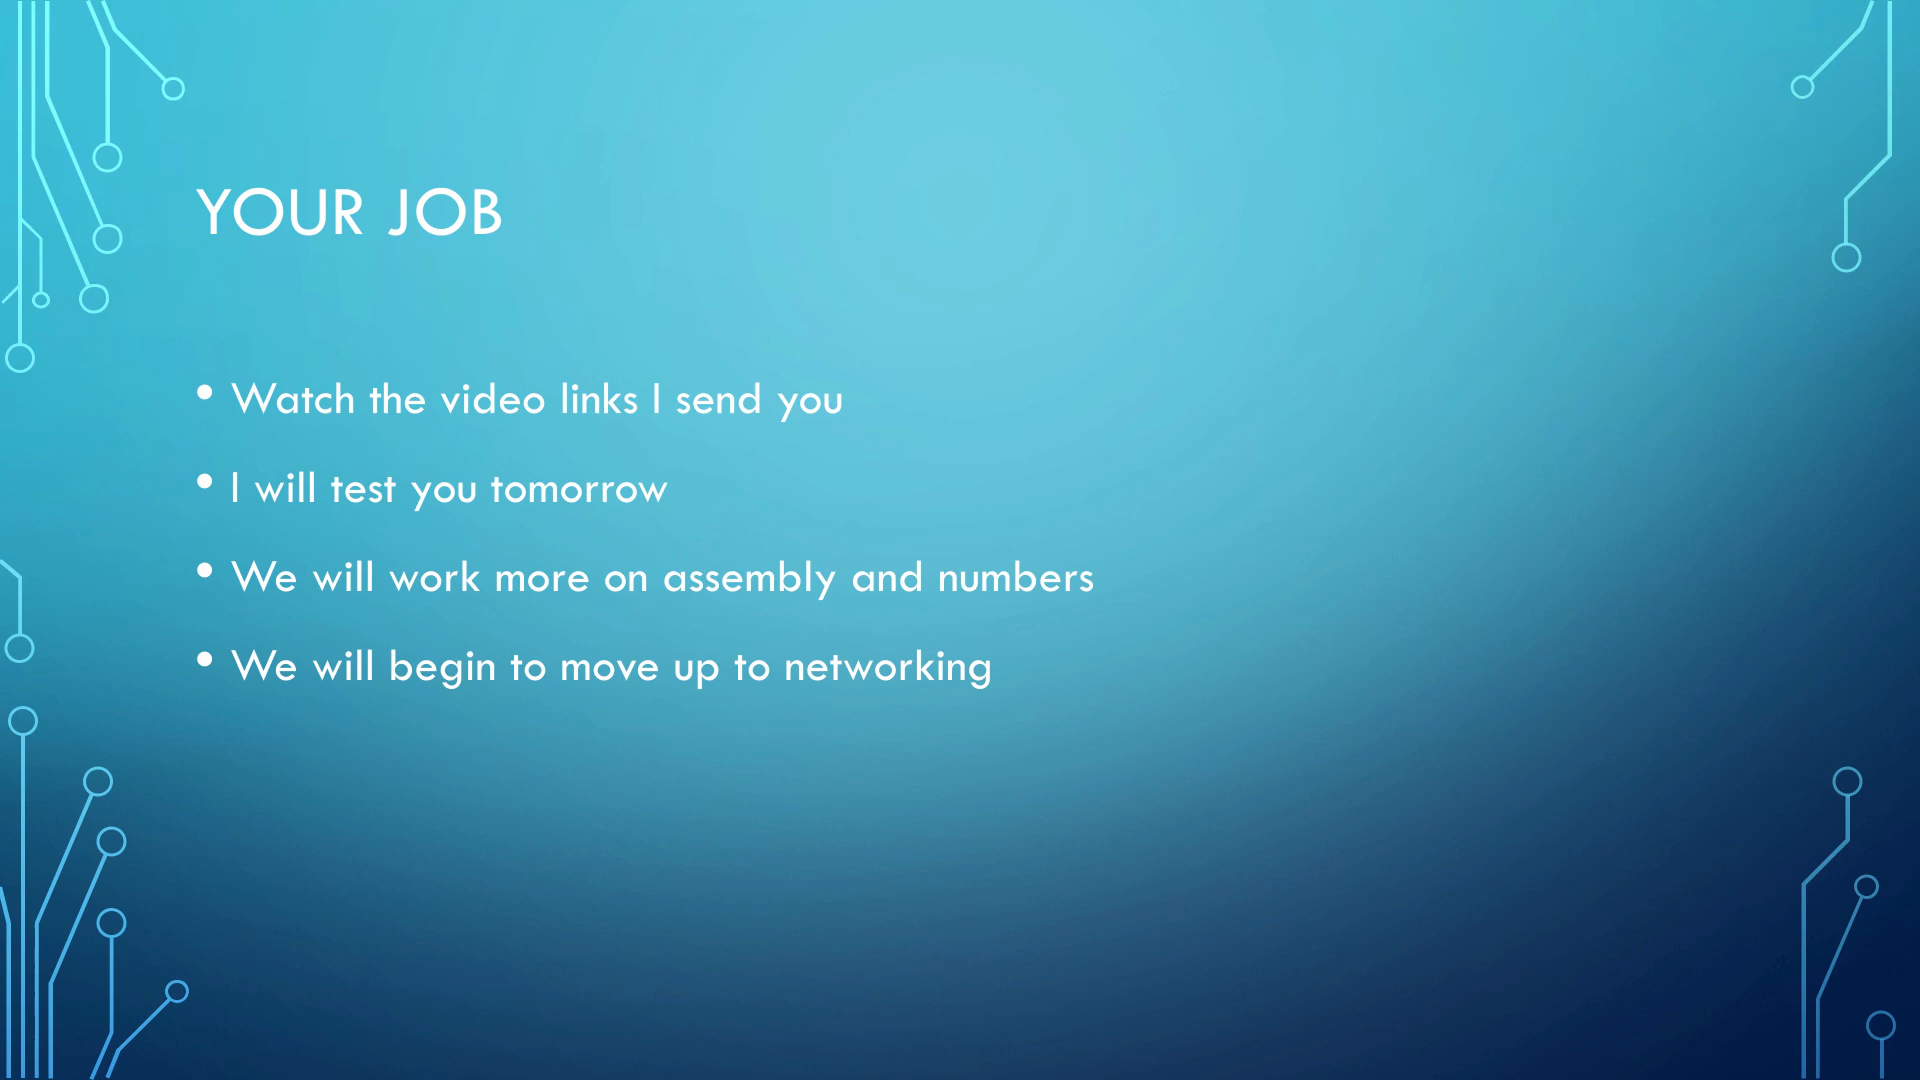 YOUR JOB
• Watch the video links I send you
• I will test you tomorrow
• We will work more on assembly and numbers
• We will begin to move up to networking